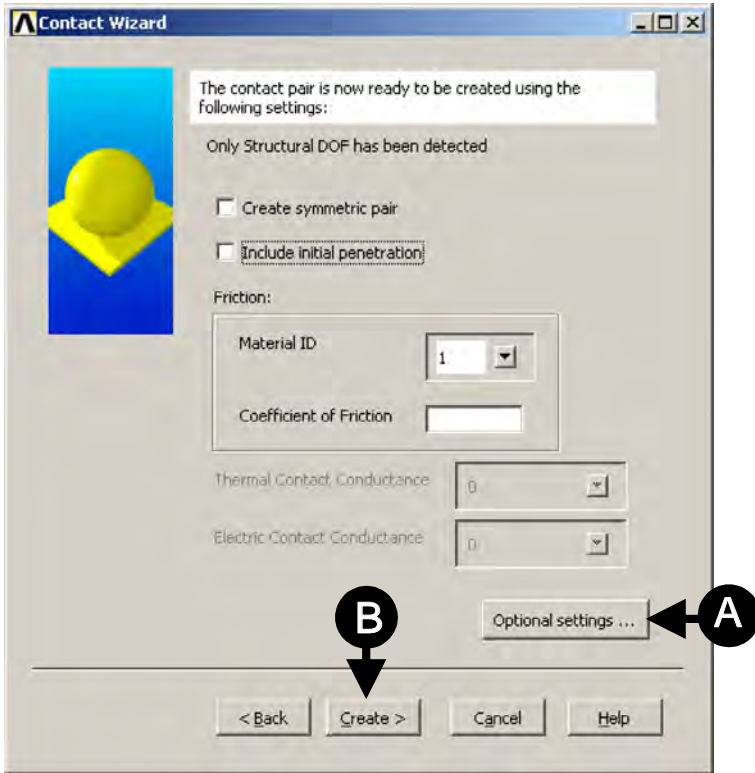 Contact Wizard
The contact pair is now ready to be created using the
following settings:
Only Structural DOF has been detected
Create symmetric pair
Include initial penetration
Friction:
Material ID
1
Coefficient of Friction
Thermal Contact Conductance
0
Electric Contact Conductance
0
B
Optional settings ...
A
< Back
Create >
Cancel
Help